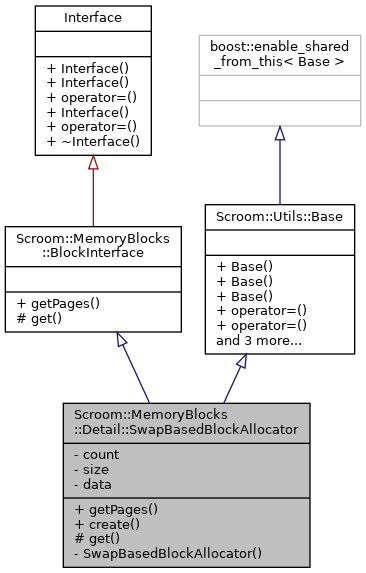 Interface
+ Interface()
+ Interface()
+ operator=()
+ Interface()
+ operator=()
+ ~Interface()
boost::enable_shared
_from_this< Base >
Scroom::MemoryBlocks
::BlockInterface
+ getPages()
# get()
Scroom::Utils::Base
+ Base()
+ Base()
+ Base()
+ operator=()
+ operator=()
and 3 more...
Scroom::MemoryBlocks
::Detail::SwapBasedBlockAllocator
- count
- size
- data
+ getPages()
+ create()
# get()
- SwapBasedBlockAllocator()